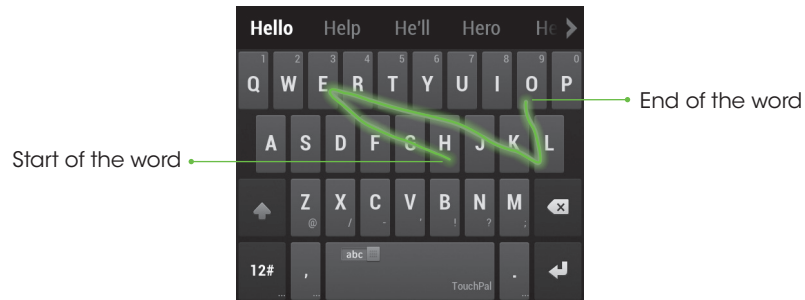 Hello Help He'll Hero He
1 2 3 4 5 6 7 8 9 0
Q W E R T Y U I O P
End of the word
A S D F G H J K L
Start of the word
Z X C V B N M
@ / - ' ! ? ;
abc
12# , .
TouchPal
... ... ... ...